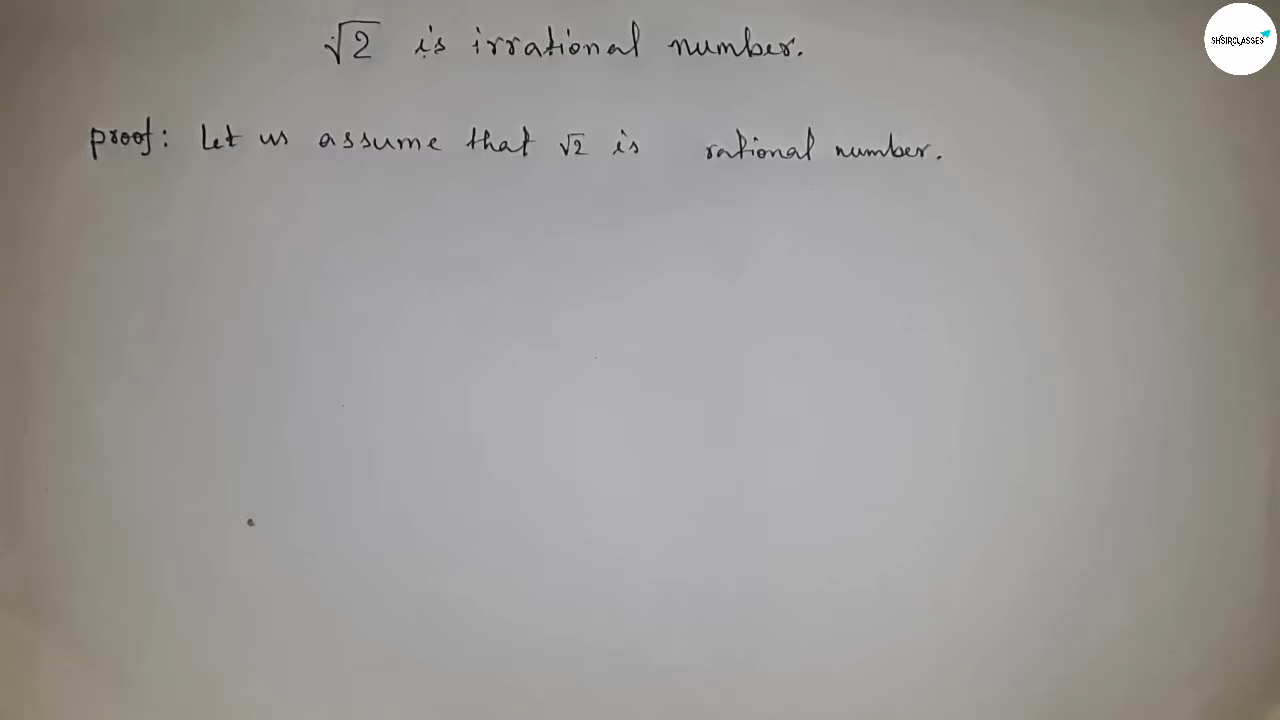 √2 is irrational number.
proof: Let us assume that √2 is rational number.
SHSIRCLASSES